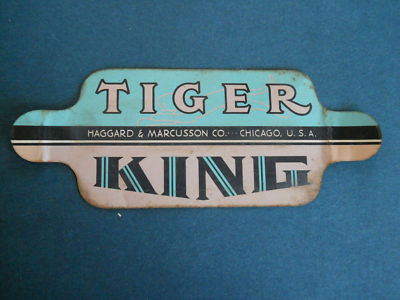 TIGER
HAGGARD & MARCUSSON CO.··· CHICAGO, U.S.A.
KING